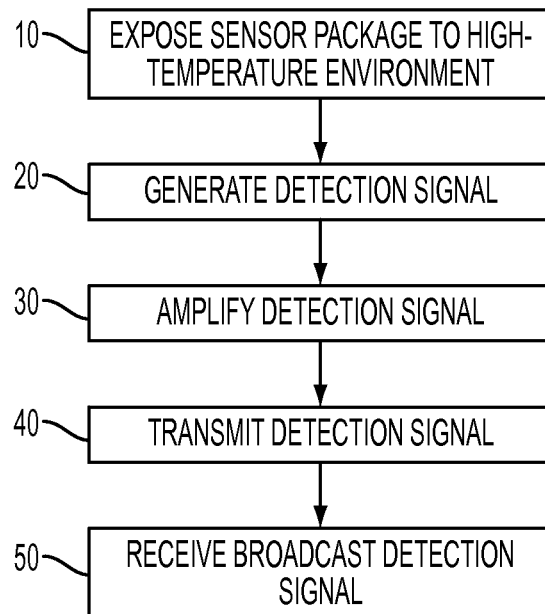 10
EXPOSE SENSOR PACKAGE TO HIGH-
TEMPERATURE ENVIRONMENT
20
GENERATE DETECTION SIGNAL
30
AMPLIFY DETECTION SIGNAL
40
TRANSMIT DETECTION SIGNAL
50
RECEIVE BROADCAST DETECTION
SIGNAL